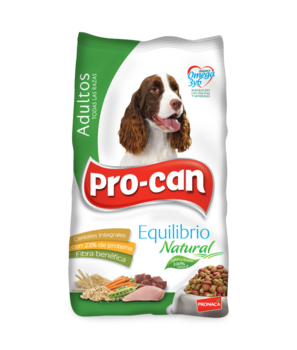 Adultos
TODAS LAS RAZAS
Omega
3y6
Pro-can
Equilibrio
Natural
100%
Cereales integrales
con 23% de proteína
Fibra benéfica
PRONACA